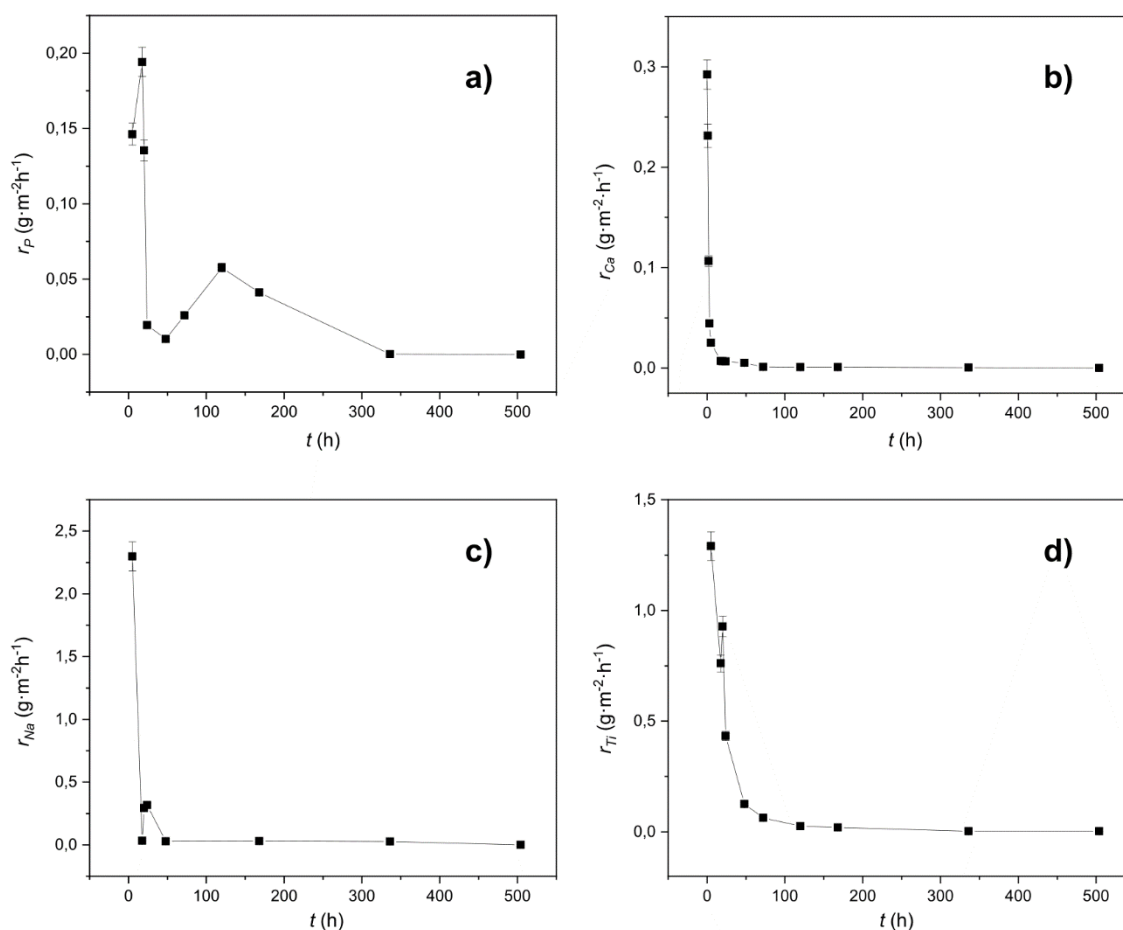 a)
0,20
0,15
0,10
0,05
0,00
r_P (g·m⁻²h⁻¹)
0 100 200 300 400 500
t (h)
b)
0,3
0,2
0,1
0,0
r_Ca (g·m⁻²·h⁻¹)
0 100 200 300 400 500
t (h)
c)
2,5
2,0
1,5
1,0
0,5
0,0
r_Na (g·m⁻²h⁻¹)
0 100 200 300 400 500
t (h)
d)
1,5
1,0
0,5
0,0
r_Ti (g·m⁻²·h⁻¹)
0 100 200 300 400 500
t (h)